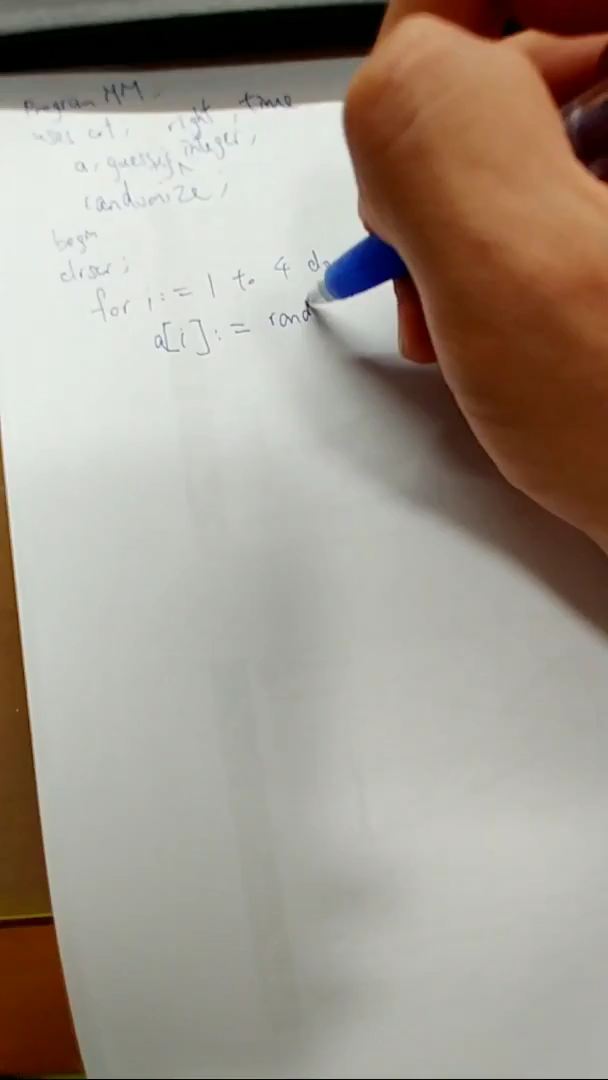 Program MM.
uses crt, right, time
a, guess, integer;
randomize;
begin
clrscr;
for i:= 1 to 4 do
a[i]:= rand